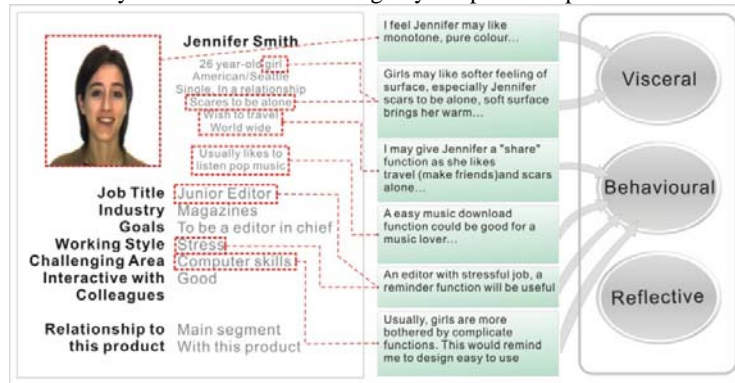 Jennifer Smith
26 year-old girl
American/Seattle
Single, In a relationship
Scares to be alone
Wish to travel
World wide
Usually likes to
listen pop music
Job Title Junior Editor
Industry Magazines
Goals To be a editor in chief
Working Style Stress
Challenging Area Computer skills
Interactive with Good
Colleagues
Relationship to Main segment
this product With this product
I feel Jennifer may like
monotone, pure colour...
Girls may like softer feeling of
surface, especially Jennifer
scars to be alone, soft surface
brings her warm...
I may give Jennifer a "share"
function as she likes
travel (make friends)and scars
alone...
A easy music download
function could be good for a
music lover...
An editor with stressful job, a
reminder function will be useful
Usually, girls are more
bothered by complicate
functions. This would remind
me to design easy to use
Visceral
Behavioural
Reflective